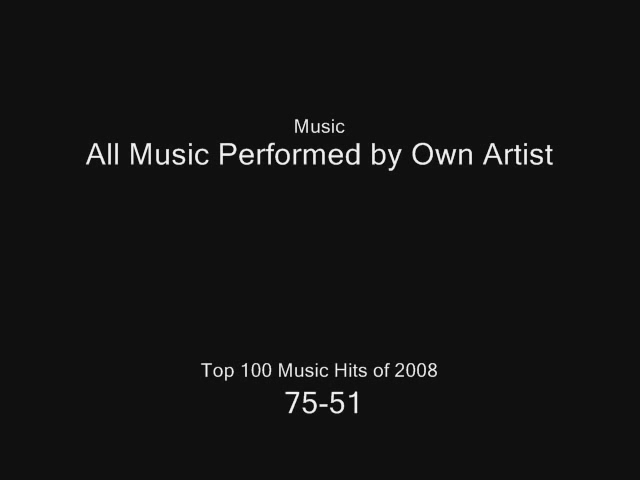 Music
All Music Performed by Own Artist
Top 100 Music Hits of 2008
75-51